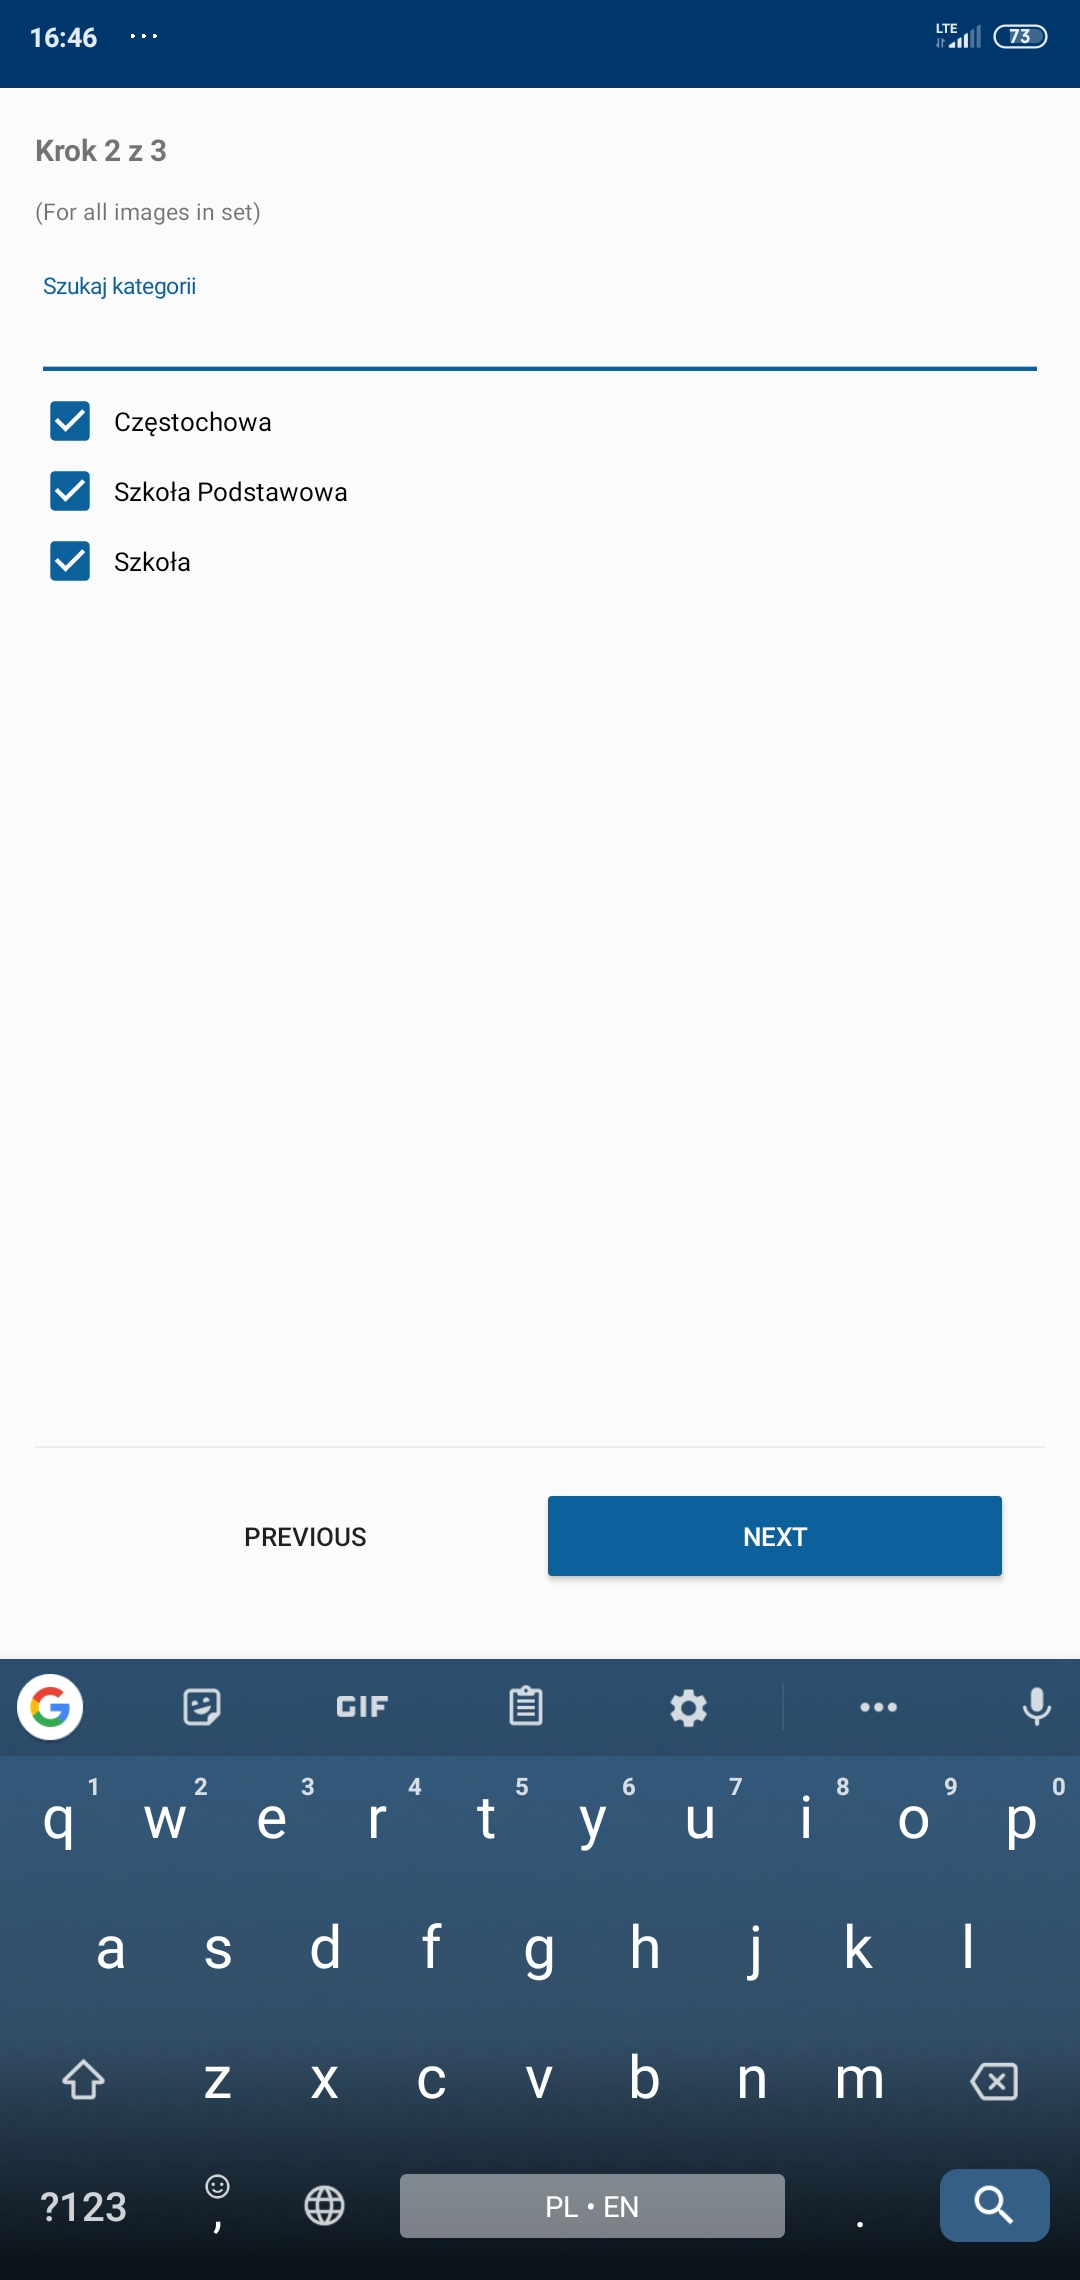 16:46 ... LTE 73
Krok 2 z 3
(For all images in set)
Szukaj kategorii
Częstochowa
Szkoła Podstawowa
Szkoła
PREVIOUS NEXT
G GIF
1 2 3 4 5 6 7 8 9 0
q w e r t y u i o p
a s d f g h j k l
z x c v b n m
?123 , PL • EN .